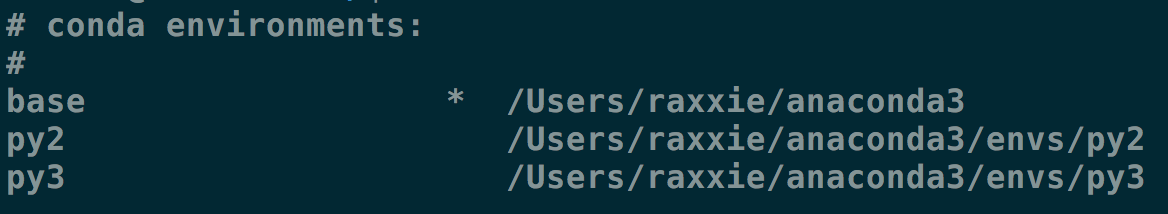 # conda environments:
#
base                  *  /Users/raxxie/anaconda3
py2                      /Users/raxxie/anaconda3/envs/py2
py3                      /Users/raxxie/anaconda3/envs/py3